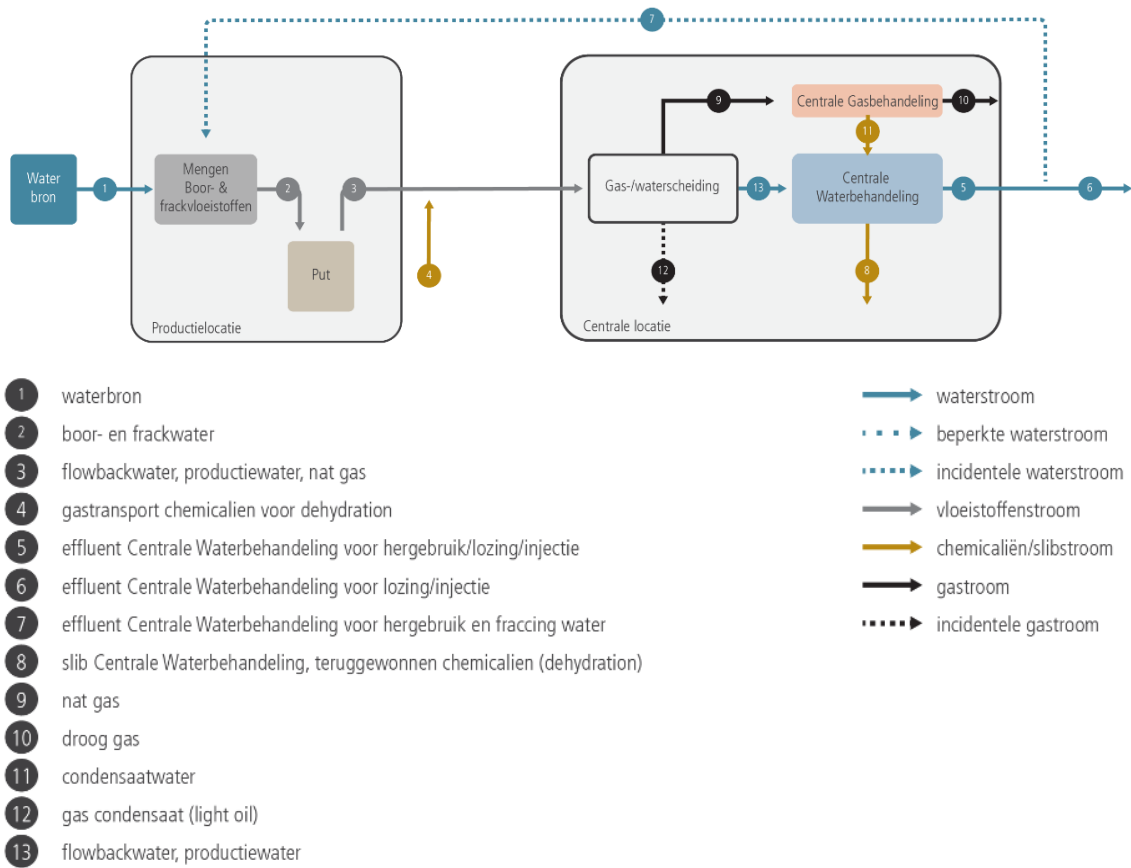 7
9
Centrale Gasbehandeling
10
11
Water
bron
1
Mengen
Boor- &
frackvloeistoffen
2
3
Gas-/waterscheiding
13
Centrale
Waterbehandeling
5
6
Put
4
12
8
Productielocatie
Centrale locatie
1 waterbron
2 boor- en frackwater
3 flowbackwater, productiewater, nat gas
4 gastransport chemicalien voor dehydration
5 effluent Centrale Waterbehandeling voor hergebruik/lozing/injectie
6 effluent Centrale Waterbehandeling voor lozing/injectie
7 effluent Centrale Waterbehandeling voor hergebruik en fraccing water
8 slib Centrale Waterbehandeling, teruggewonnen chemicalien (dehydration)
9 nat gas
10 droog gas
11 condensaatwater
12 gas condensaat (light oil)
13 flowbackwater, productiewater
waterstroom
beperkte waterstroom
incidentele waterstroom
vloeistoffenstroom
chemicaliën/slibstroom
gastroom
incidentele gastroom